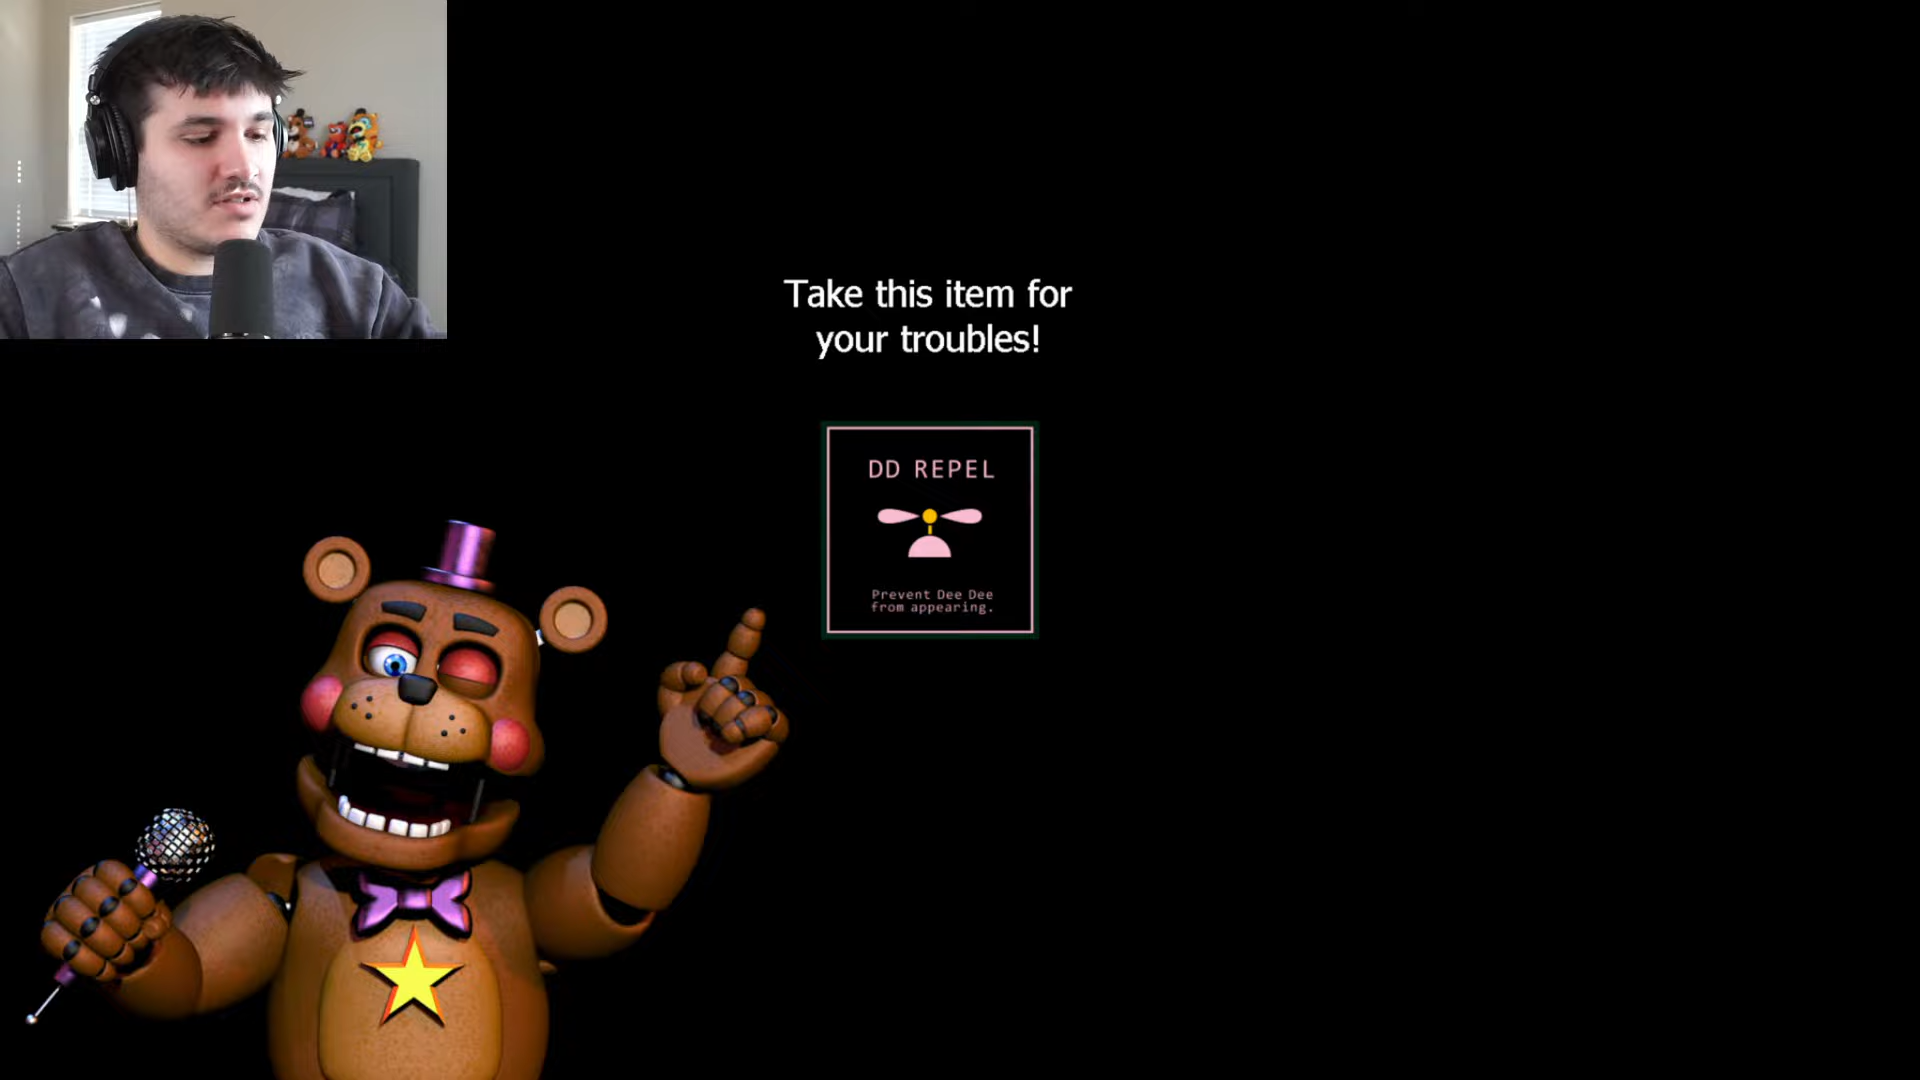 Take this item for
your troubles!
DD REPEL
Prevent Dee Dee
from appearing.